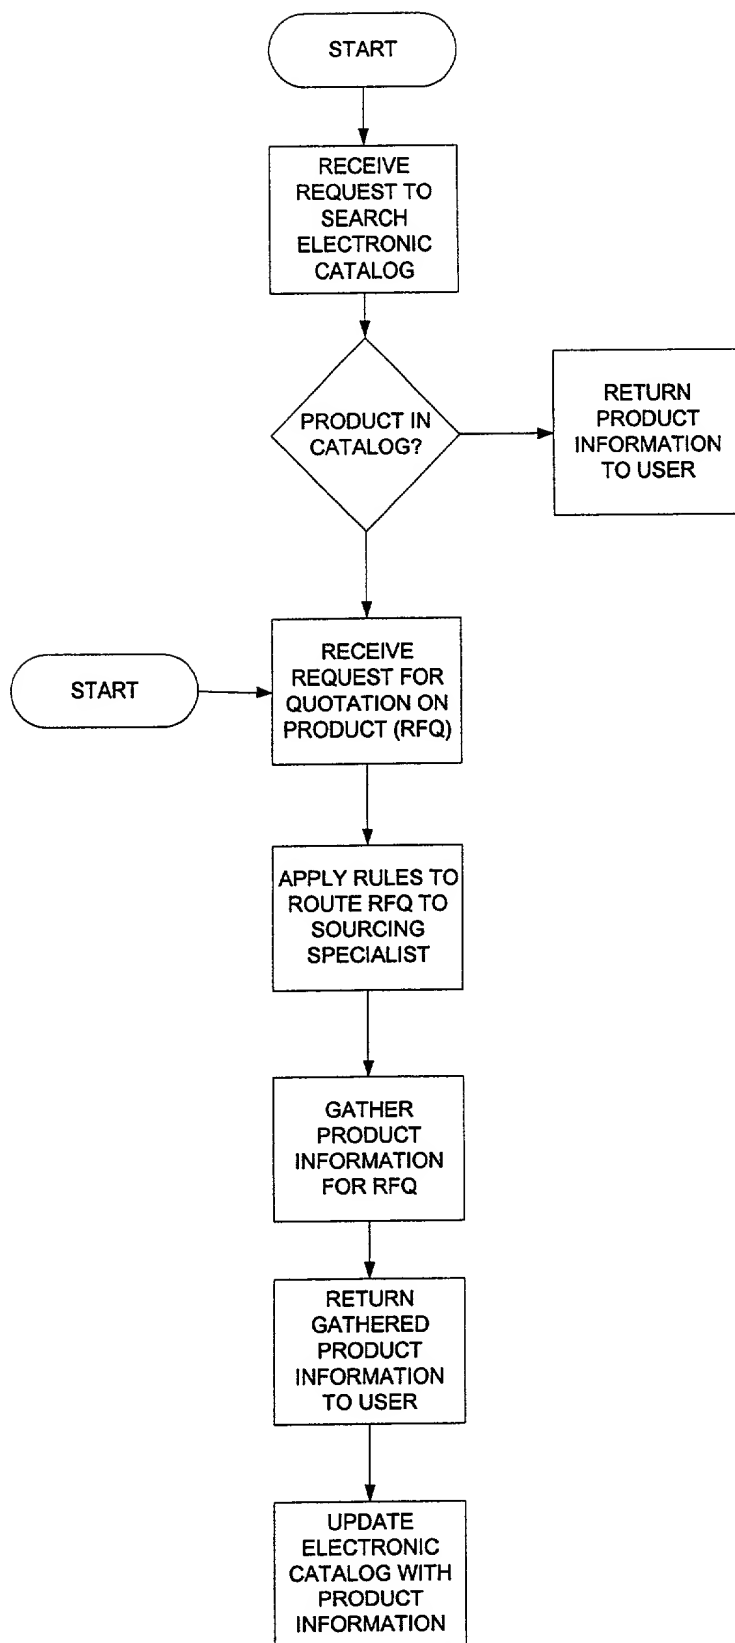 START
RECEIVE
REQUEST TO
SEARCH
ELECTRONIC
CATALOG
PRODUCT IN
CATALOG?
RETURN
PRODUCT
INFORMATION
TO USER
START
RECEIVE
REQUEST FOR
QUOTATION ON
PRODUCT (RFQ)
APPLY RULES TO
ROUTE RFQ TO
SOURCING
SPECIALIST
GATHER
PRODUCT
INFORMATION
FOR RFQ
RETURN
GATHERED
PRODUCT
INFORMATION
TO USER
UPDATE
ELECTRONIC
CATALOG WITH
PRODUCT
INFORMATION